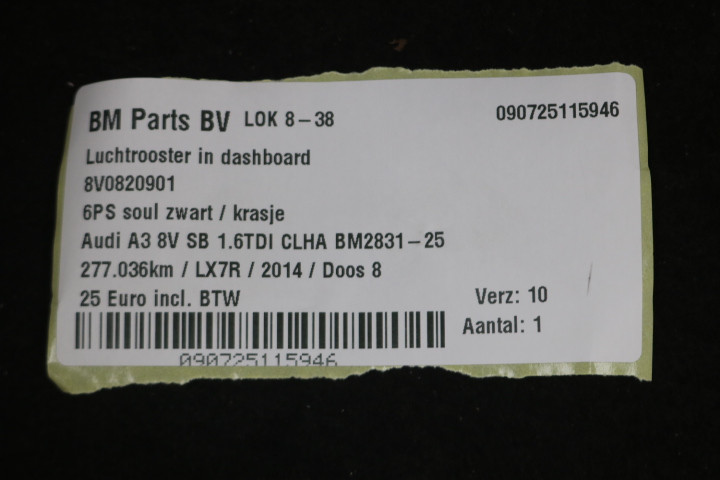 BM Parts BV LOK 8-38 090725115946
Luchtrooster in dashboard
8V0820901
6PS soul zwart / krasje
Audi A3 8V SB 1.6TDI CLHA BM2831-25
277.036km / LX7R / 2014 / Doos 8
25 Euro incl. BTW Verz: 10
Aantal: 1
090725115946